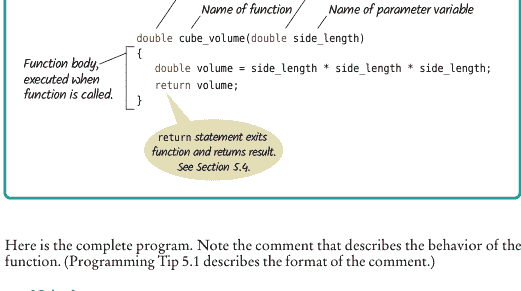 Name of function
Name of parameter variable
double cube_volume(double side_length)
{
Function body,
executed when
function is called.
double volume = side_length * side_length * side_length;
return volume;
}
return statement exits
function and returns result.
See Section 5.4.
Here is the complete program. Note the comment that describes the behavior of the
function. (Programming Tip 5.1 describes the format of the comment.)